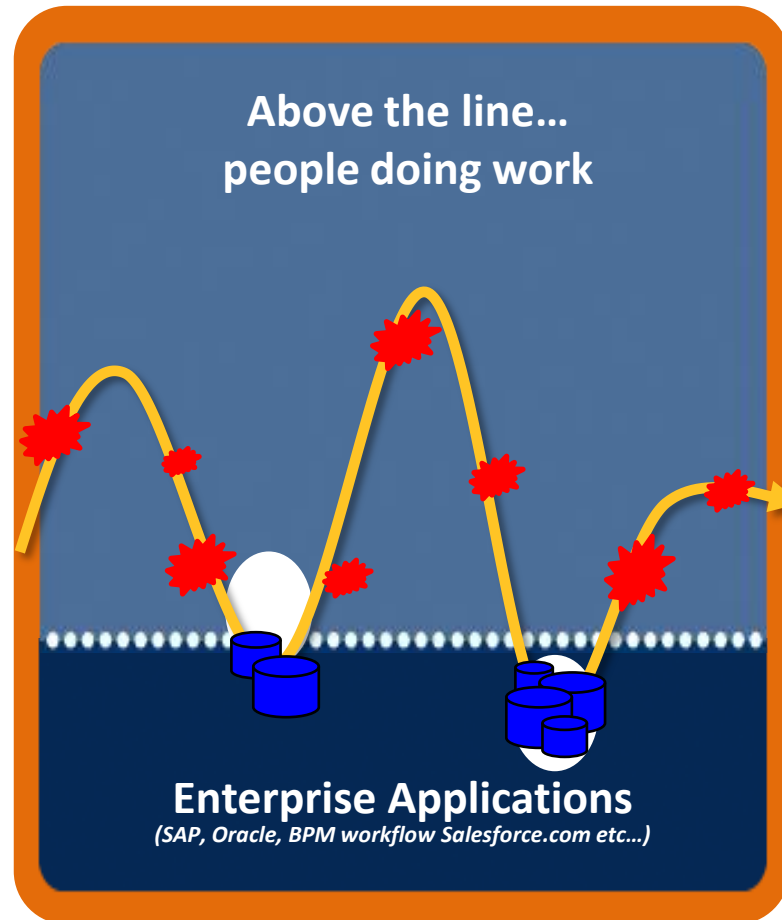 Above the line…
people doing work
Enterprise Applications
(SAP, Oracle, BPM workflow Salesforce.com etc…)